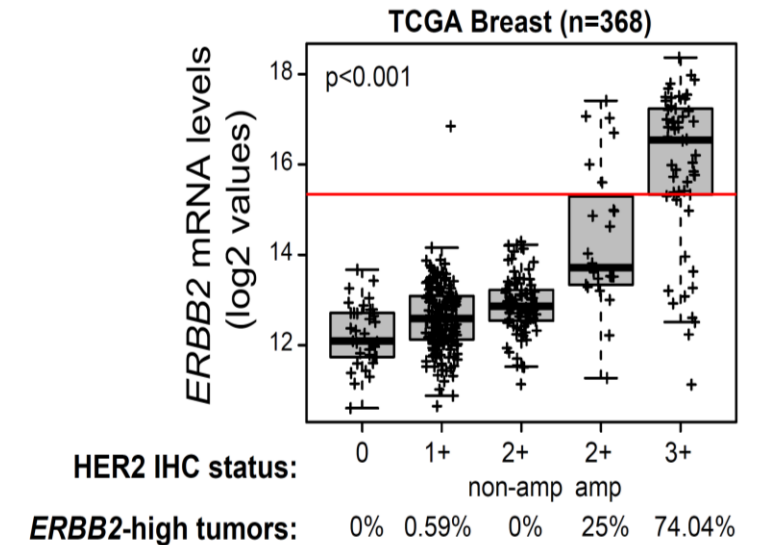 TCGA Breast (n=368)
ERBB2 mRNA levels
(log2 values)
18
16
14
12
p<0.001
HER2 IHC status: 0 1+ 2+ 2+ 3+
non-amp amp
ERBB2-high tumors: 0% 0.59% 0% 25% 74.04%